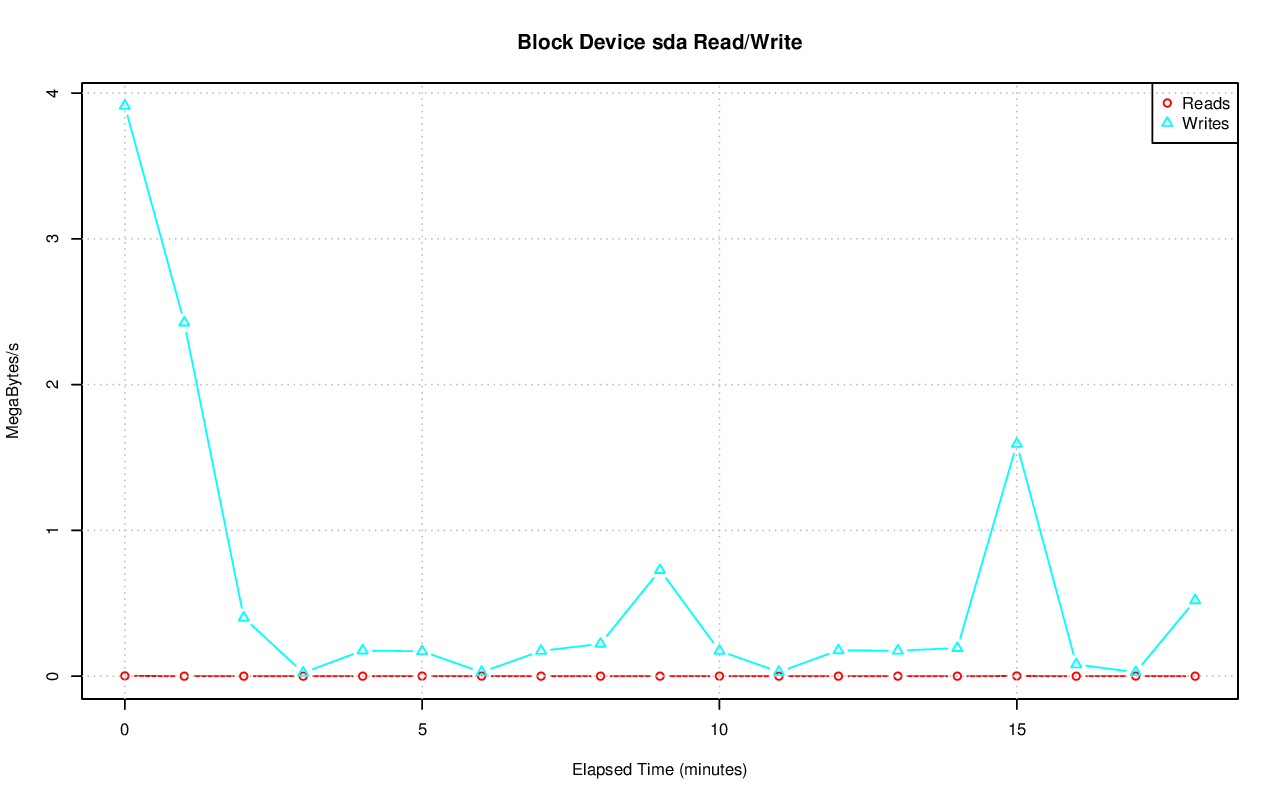 Block Device sda Read/Write
Reads
Writes
4
3
2
1
0
MegaBytes/s
0 5 10 15
Elapsed Time (minutes)